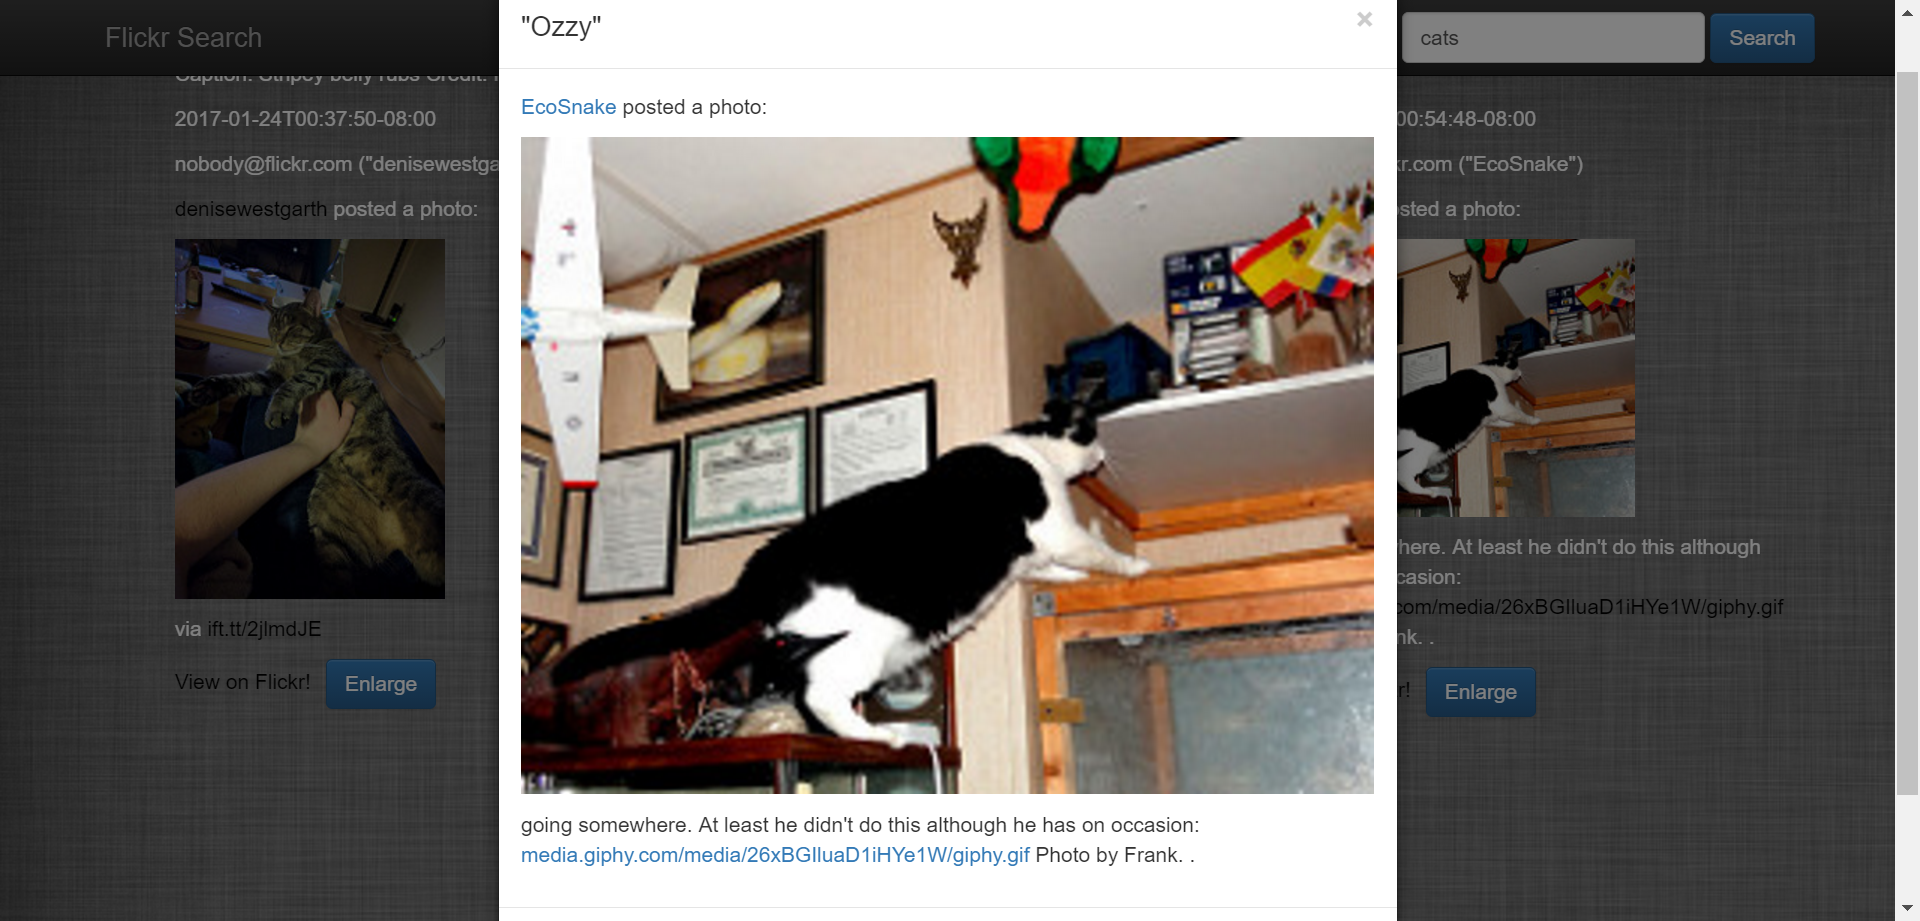 Flickr Search
"Ozzy"
×
cats
Search
2017-01-24T00:37:50-08:00
nobody@flickr.com ("denisewestga
denisewestgarth posted a photo:
via ift.tt/2jlmdJE
View on Flickr!
Enlarge
EcoSnake posted a photo:
going somewhere. At least he didn't do this although he has on occasion:
media.giphy.com/media/26xBGIluaD1iHYe1W/giphy.gif Photo by Frank. .
00:54:48-08:00
kr.com ("EcoSnake")
sted a photo:
here. At least he didn't do this although
casion:
com/media/26xBGIluaD1iHYe1W/giphy.gif
nk. .
r!
Enlarge